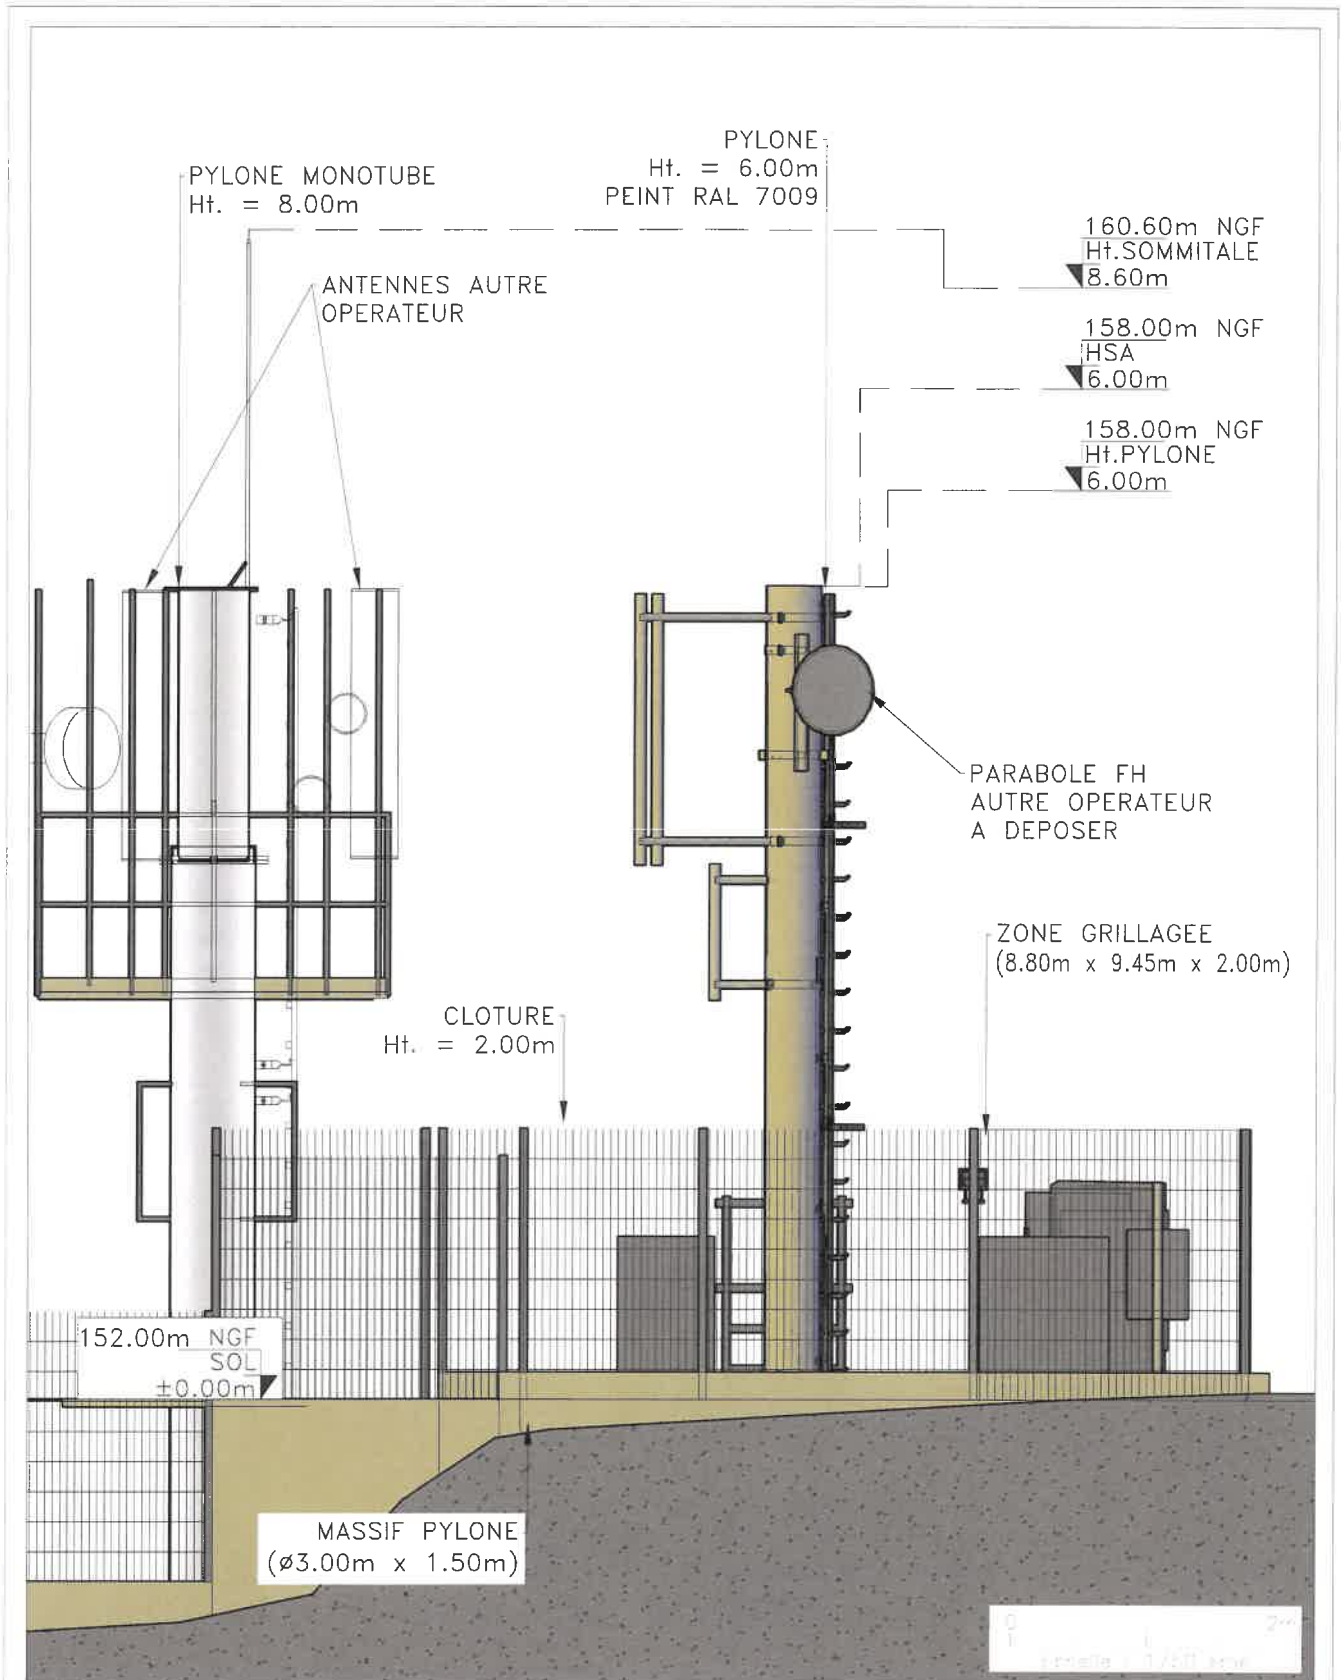 PYLONE MONOTUBE
Ht. = 8.00m
PYLONE
Ht. = 6.00m
PEINT RAL 7009
ANTENNES AUTRE
OPERATEUR
160.60m NGF
Ht.SOMMITALE
8.60m
158.00m NGF
HSA
6.00m
158.00m NGF
Ht.PYLONE
6.00m
PARABOLE FH
AUTRE OPERATEUR
A DEPOSER
ZONE GRILLAGEE
(8.80m x 9.45m x 2.00m)
CLOTURE
Ht. = 2.00m
152.00m NGF
SOL
±0.00m
MASSIF PYLONE
(ø3.00m x 1.50m)
0